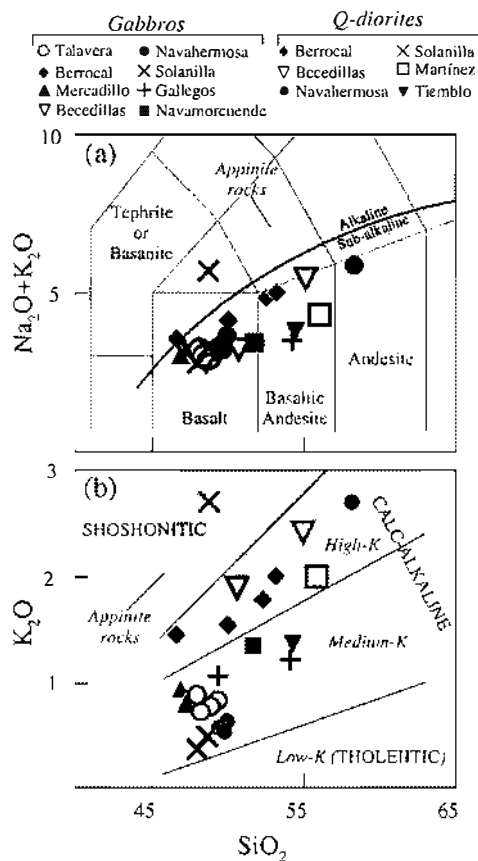 Gabbros Q-diorites
Talavera Navahermosa Berrocal Solanilla
Berrocal Solanilla Becedillas Martínez
Mercadillo Gallegos Navahermosa Tiemblo
Becedillas Navamorcuende
10
(a)
Appinite
rocks
Tephrite
or
Basanite
Alkaline
Sub-alkaline
5
Na2O+K2O
Basalt
Basaltic
Andesite
Andesite
3
(b)
SHOSHONITIC
CALC-ALKALINE
High-K
2
Appinite
rocks
K2O
Medium-K
1
Low-K (THOLEITIC)
45 55 65
SiO2